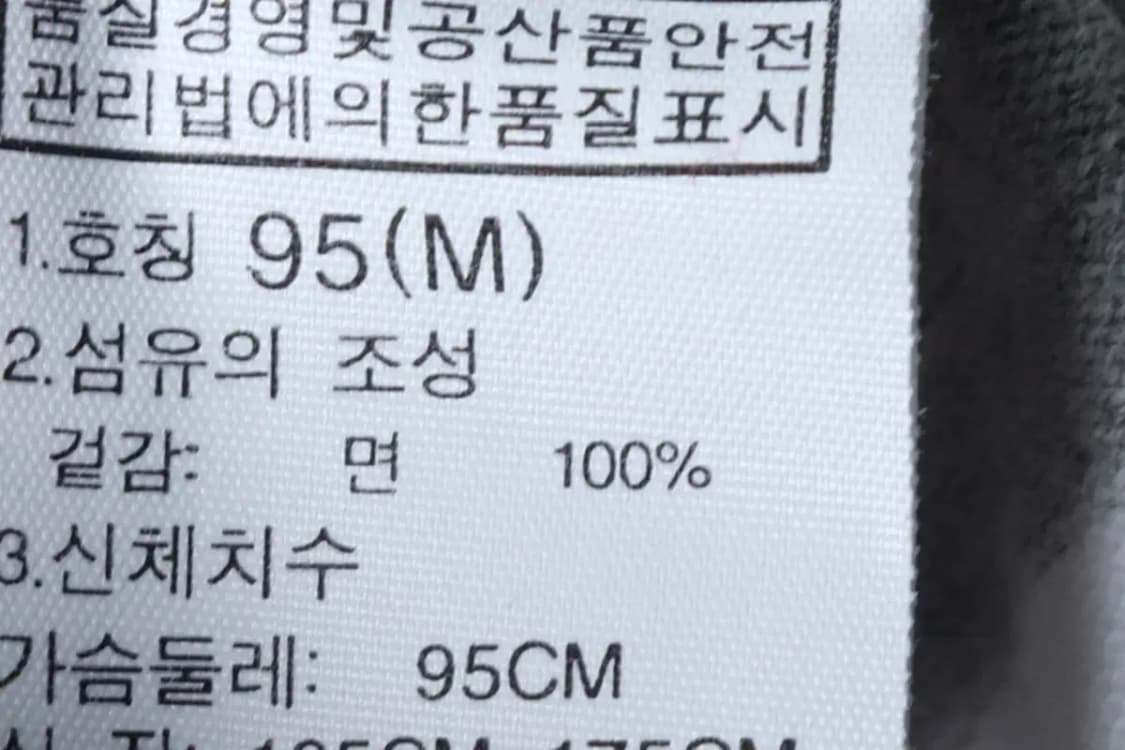 품질경영및공산품안전
관리법에의한품질표시
1.호칭 95(M)
2.섬유의 조성
겉감: 면 100%
3.신체치수
가슴둘레: 95CM